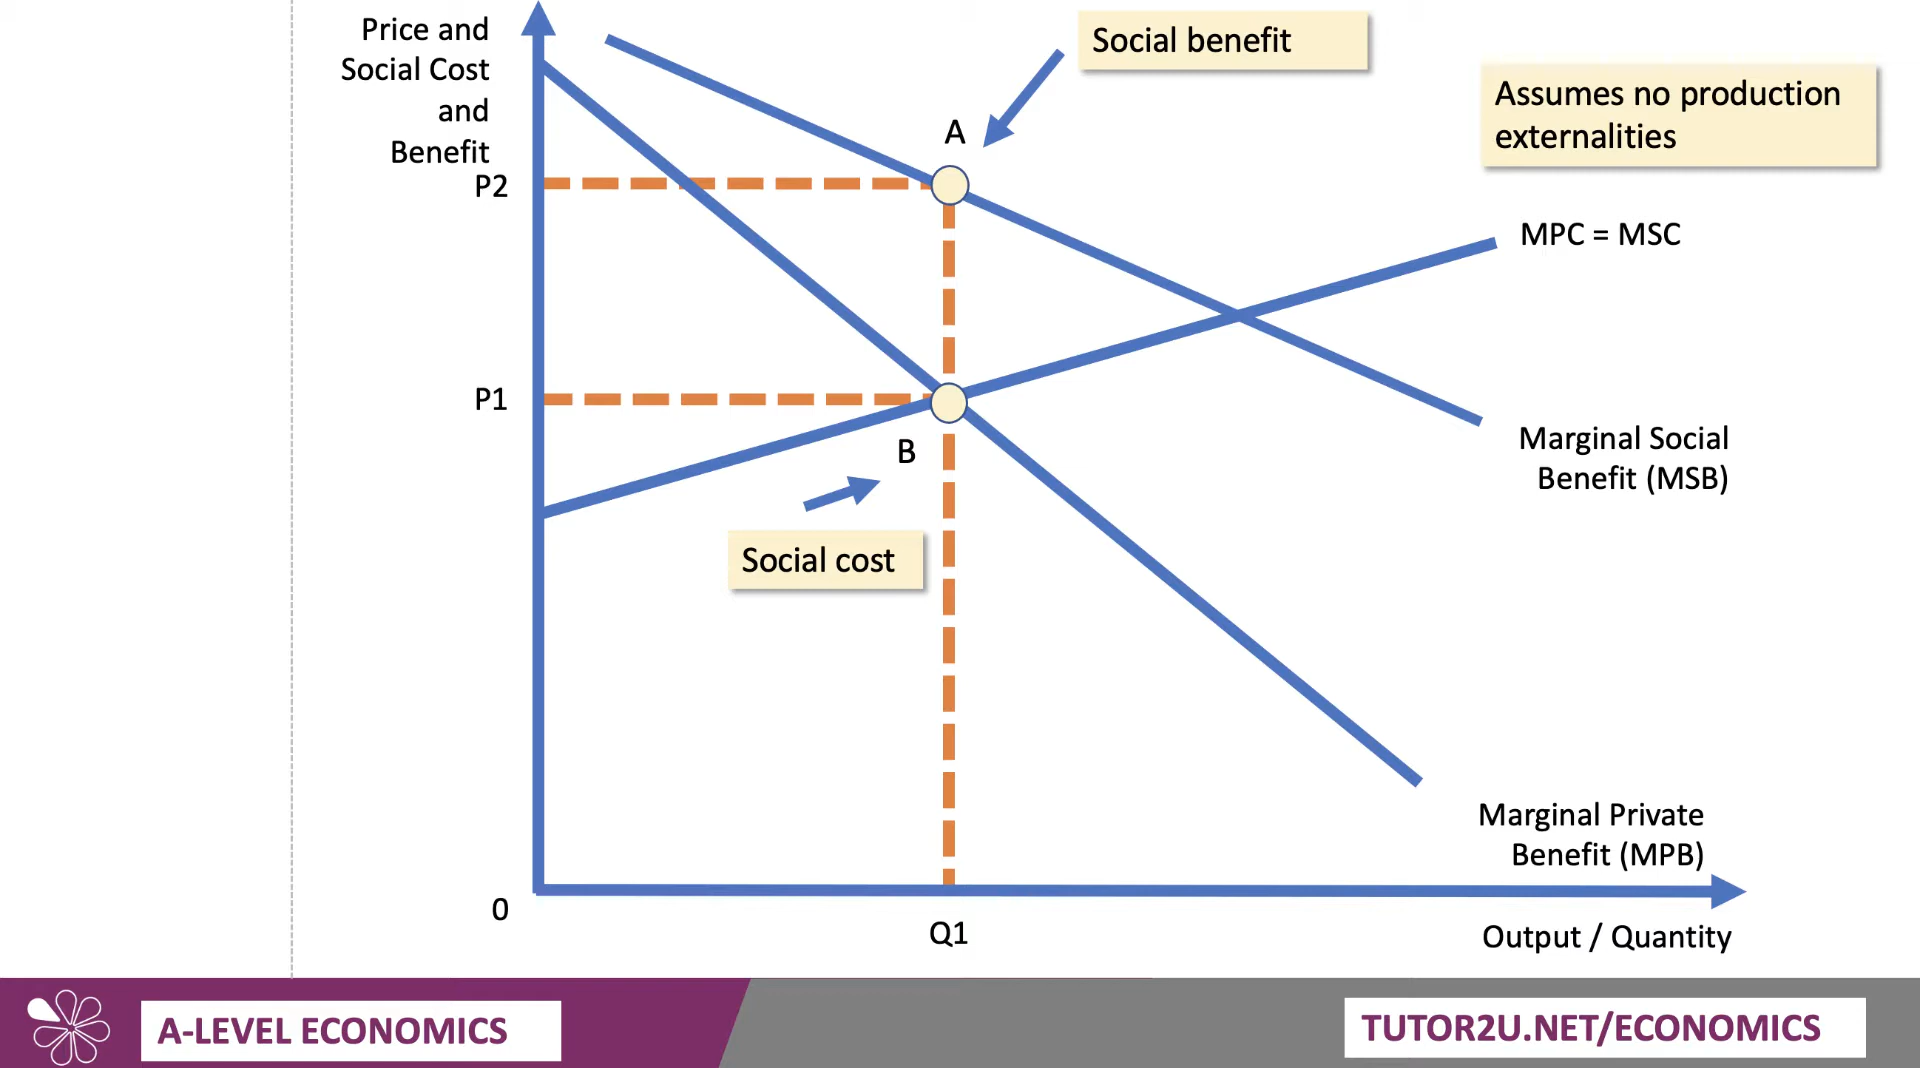 Price and
Social Cost
and
Benefit
P2
P1
0
Social benefit
A
Assumes no production
externalities
MPC = MSC
B
Social cost
Marginal Social
Benefit (MSB)
Marginal Private
Benefit (MPB)
Q1
Output / Quantity
A-LEVEL ECONOMICS
TUTOR2U.NET/ECONOMICS